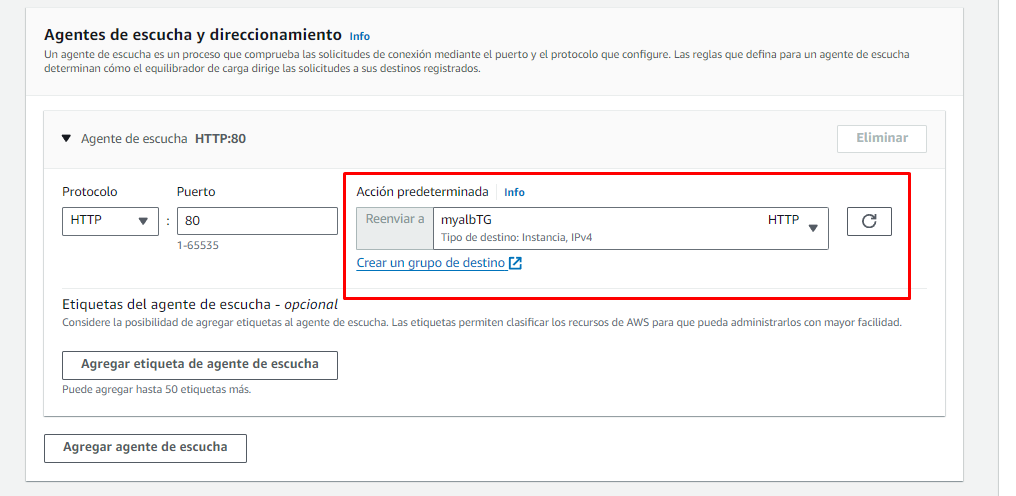 Agentes de escucha y direccionamiento Info
Un agente de escucha es un proceso que comprueba las solicitudes de conexión mediante el puerto y el protocolo que configure. Las reglas que defina para un agente de escucha
determinan cómo el equilibrador de carga dirige las solicitudes a sus destinos registrados.
Agente de escucha HTTP:80
Eliminar
Protocolo
Puerto
Acción predeterminada Info
HTTP
:
80
1-65535
Reenviar a
myalbTG
HTTP
Tipo de destino: Instancia, IPv4
Crear un grupo de destino
Etiquetas del agente de escucha - opcional
Considere la posibilidad de agregar etiquetas al agente de escucha. Las etiquetas permiten clasificar los recursos de AWS para que pueda administrarlos con mayor facilidad.
Agregar etiqueta de agente de escucha
Puede agregar hasta 50 etiquetas más.
Agregar agente de escucha